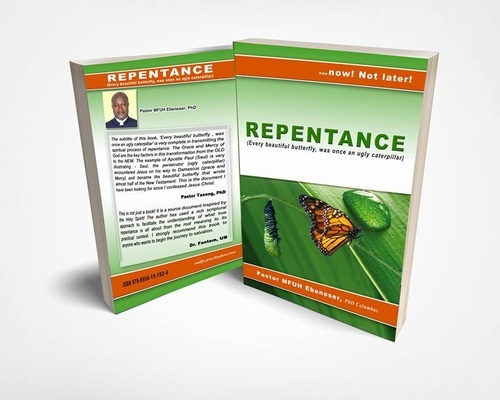 REPENTANCE
(Every beautiful butterfly, was once an ugly caterpillar)
Pastor MFUH Ebeneser, PhD
The subtitle of this book, 'Every beautiful butterfly , was
once an ugly caterpillar' is very complete in transmitting the
spiritual process of repentance. The Grace and Mercy of
God are the key factors in this transformation from the OLD
to the NEW. The example of Apostle Paul (Saul) is very
illustrating - Saul, the persecutor (ugly caterpillar)
encountered Jesus on his way to Damascus (grace and
Mercy) and became the beautiful butterfly that wrote
almost half of the New Testament. This is the document I
have been looking for since I confessed Jesus Christ.
Pastor Tasong, PhD
This is not just a book! It is a source document inspired by
the Holy Spirit! The author has used a rich scriptural
approach to facilitate the understanding of what true
repentance is all about from the root meaning to its
practical context. I strongly recommend this book to
anyone who wants to begin the journey to salvation.
Dr. Fontem, UB
...now! Not later!
REPENTANCE
(Every beautiful butterfly, was once an ugly caterpillar)
Pastor MFUH Ebeneser, PhD Columbus